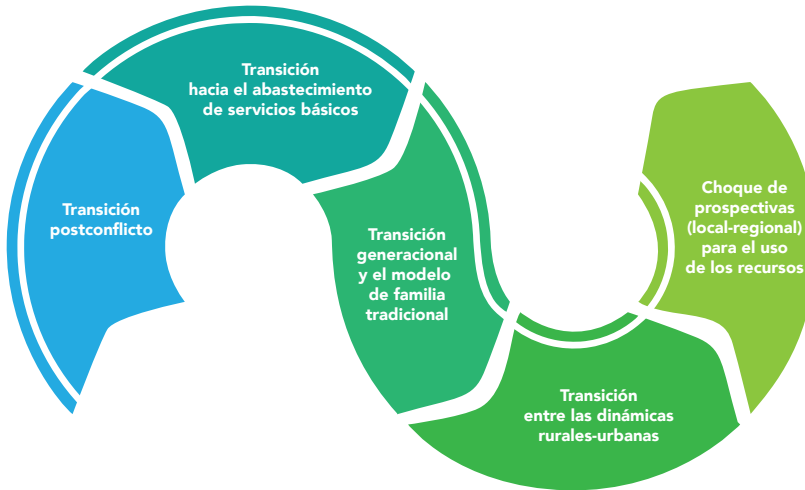 Transición
postconflicto
Transición
hacia el abastecimiento
de servicios básicos
Transición
generacional
y el modelo
de familia
tradicional
Transición
entre las dinámicas
rurales-urbanas
Choque de
prospectivas
(local-regional)
para el uso
de los recursos